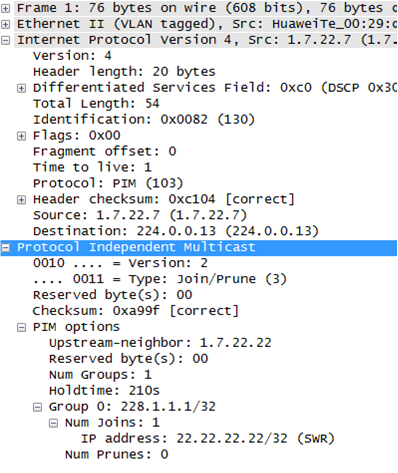 Frame 1: 76 bytes on wire (608 bits), 76 bytes
Ethernet II (VLAN tagged), Src: HuaweiTe_00:29:
Internet Protocol Version 4, Src: 1.7.22.7 (1.7.
Version: 4
Header length: 20 bytes
Differentiated Services Field: 0xc0 (DSCP 0x30
Total Length: 54
Identification: 0x0082 (130)
Flags: 0x00
Fragment offset: 0
Time to live: 1
Protocol: PIM (103)
Header checksum: 0xc104 [correct]
Source: 1.7.22.7 (1.7.22.7)
Destination: 224.0.0.13 (224.0.0.13)
Protocol Independent Multicast
0010 .... = Version: 2
.... 0011 = Type: Join/Prune (3)
Reserved byte(s): 00
Checksum: 0xa99f [correct]
PIM options
Upstream-neighbor: 1.7.22.22
Reserved byte(s): 00
Num Groups: 1
Holdtime: 210s
Group 0: 228.1.1.1/32
Num Joins: 1
IP address: 22.22.22.22/32 (SWR)
Num Prunes: 0